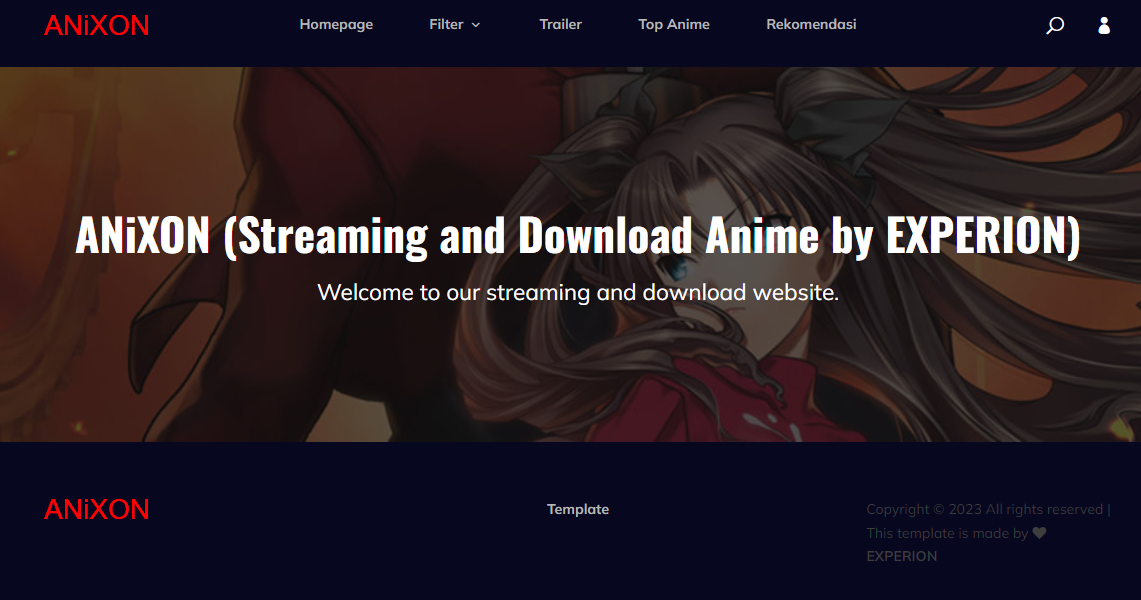 ANiXON
Homepage
Filter
Trailer
Top Anime
Rekomendasi
ANiXON (Streaming and Download Anime by EXPERION)
Welcome to our streaming and download website.
ANiXON
Template
Copyright © 2023 All rights reserved |
This template is made by ♥
EXPERION